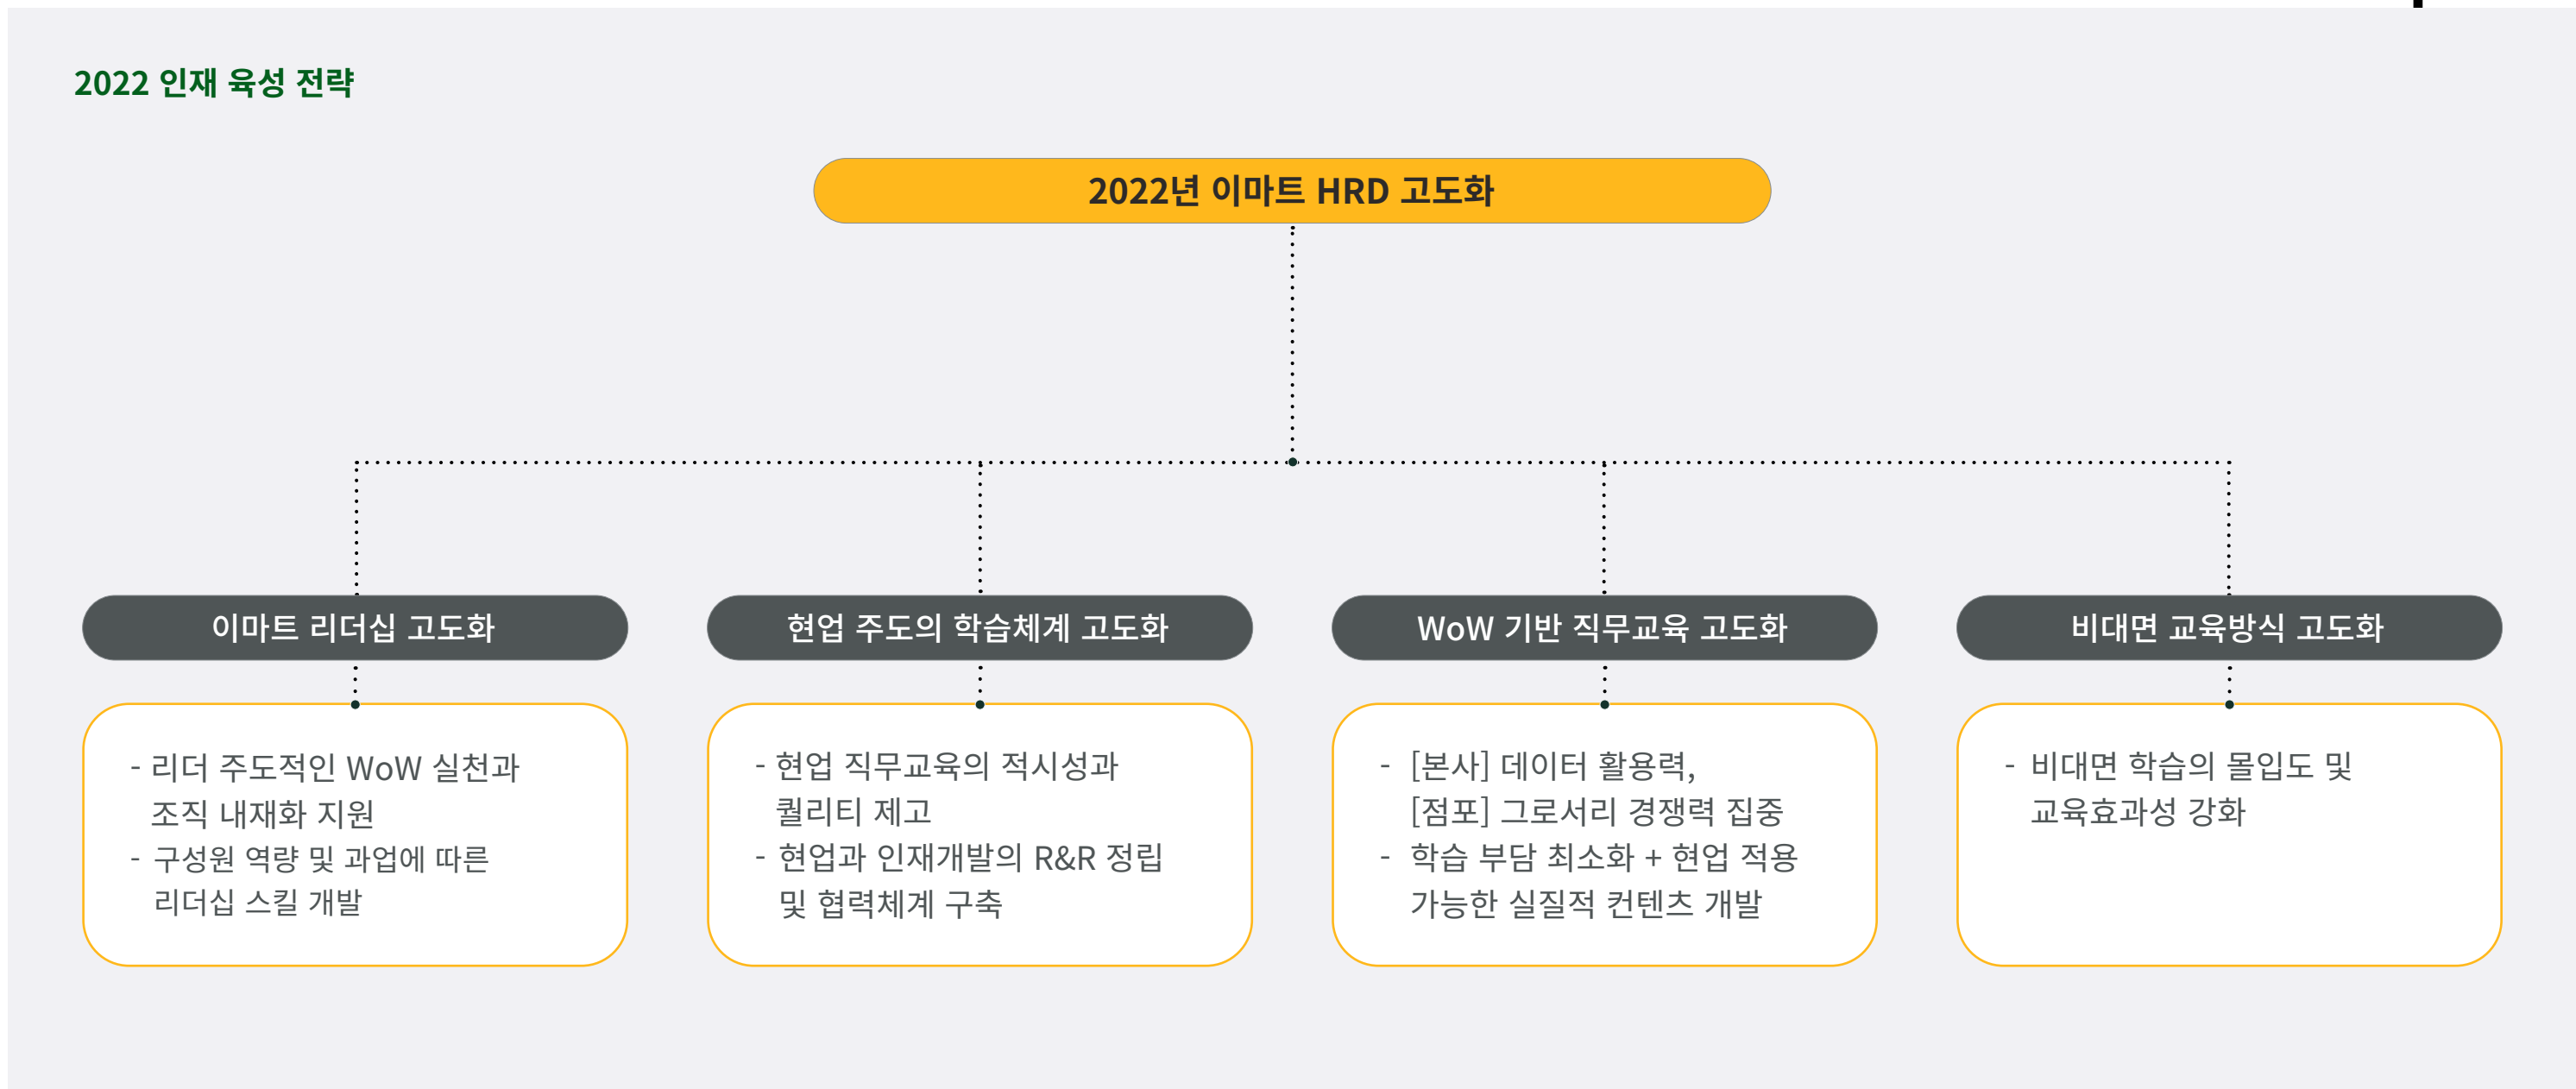 2022 인재 육성 전략
2022년 이마트 HRD 고도화
이마트 리더십 고도화
- 리더 주도적인 WoW 실천과
조직 내재화 지원
- 구성원 역량 및 과업에 따른
리더십 스킬 개발
현업 주도의 학습체계 고도화
- 현업 직무교육의 적시성과
퀄리티 제고
- 현업과 인재개발의 R&R 정립
및 협력체계 구축
WoW 기반 직무교육 고도화
- [본사] 데이터 활용력,
[점포] 그로서리 경쟁력 집중
- 학습 부담 최소화 + 현업 적용
가능한 실질적 컨텐츠 개발
비대면 교육방식 고도화
- 비대면 학습의 몰입도 및
교육효과성 강화